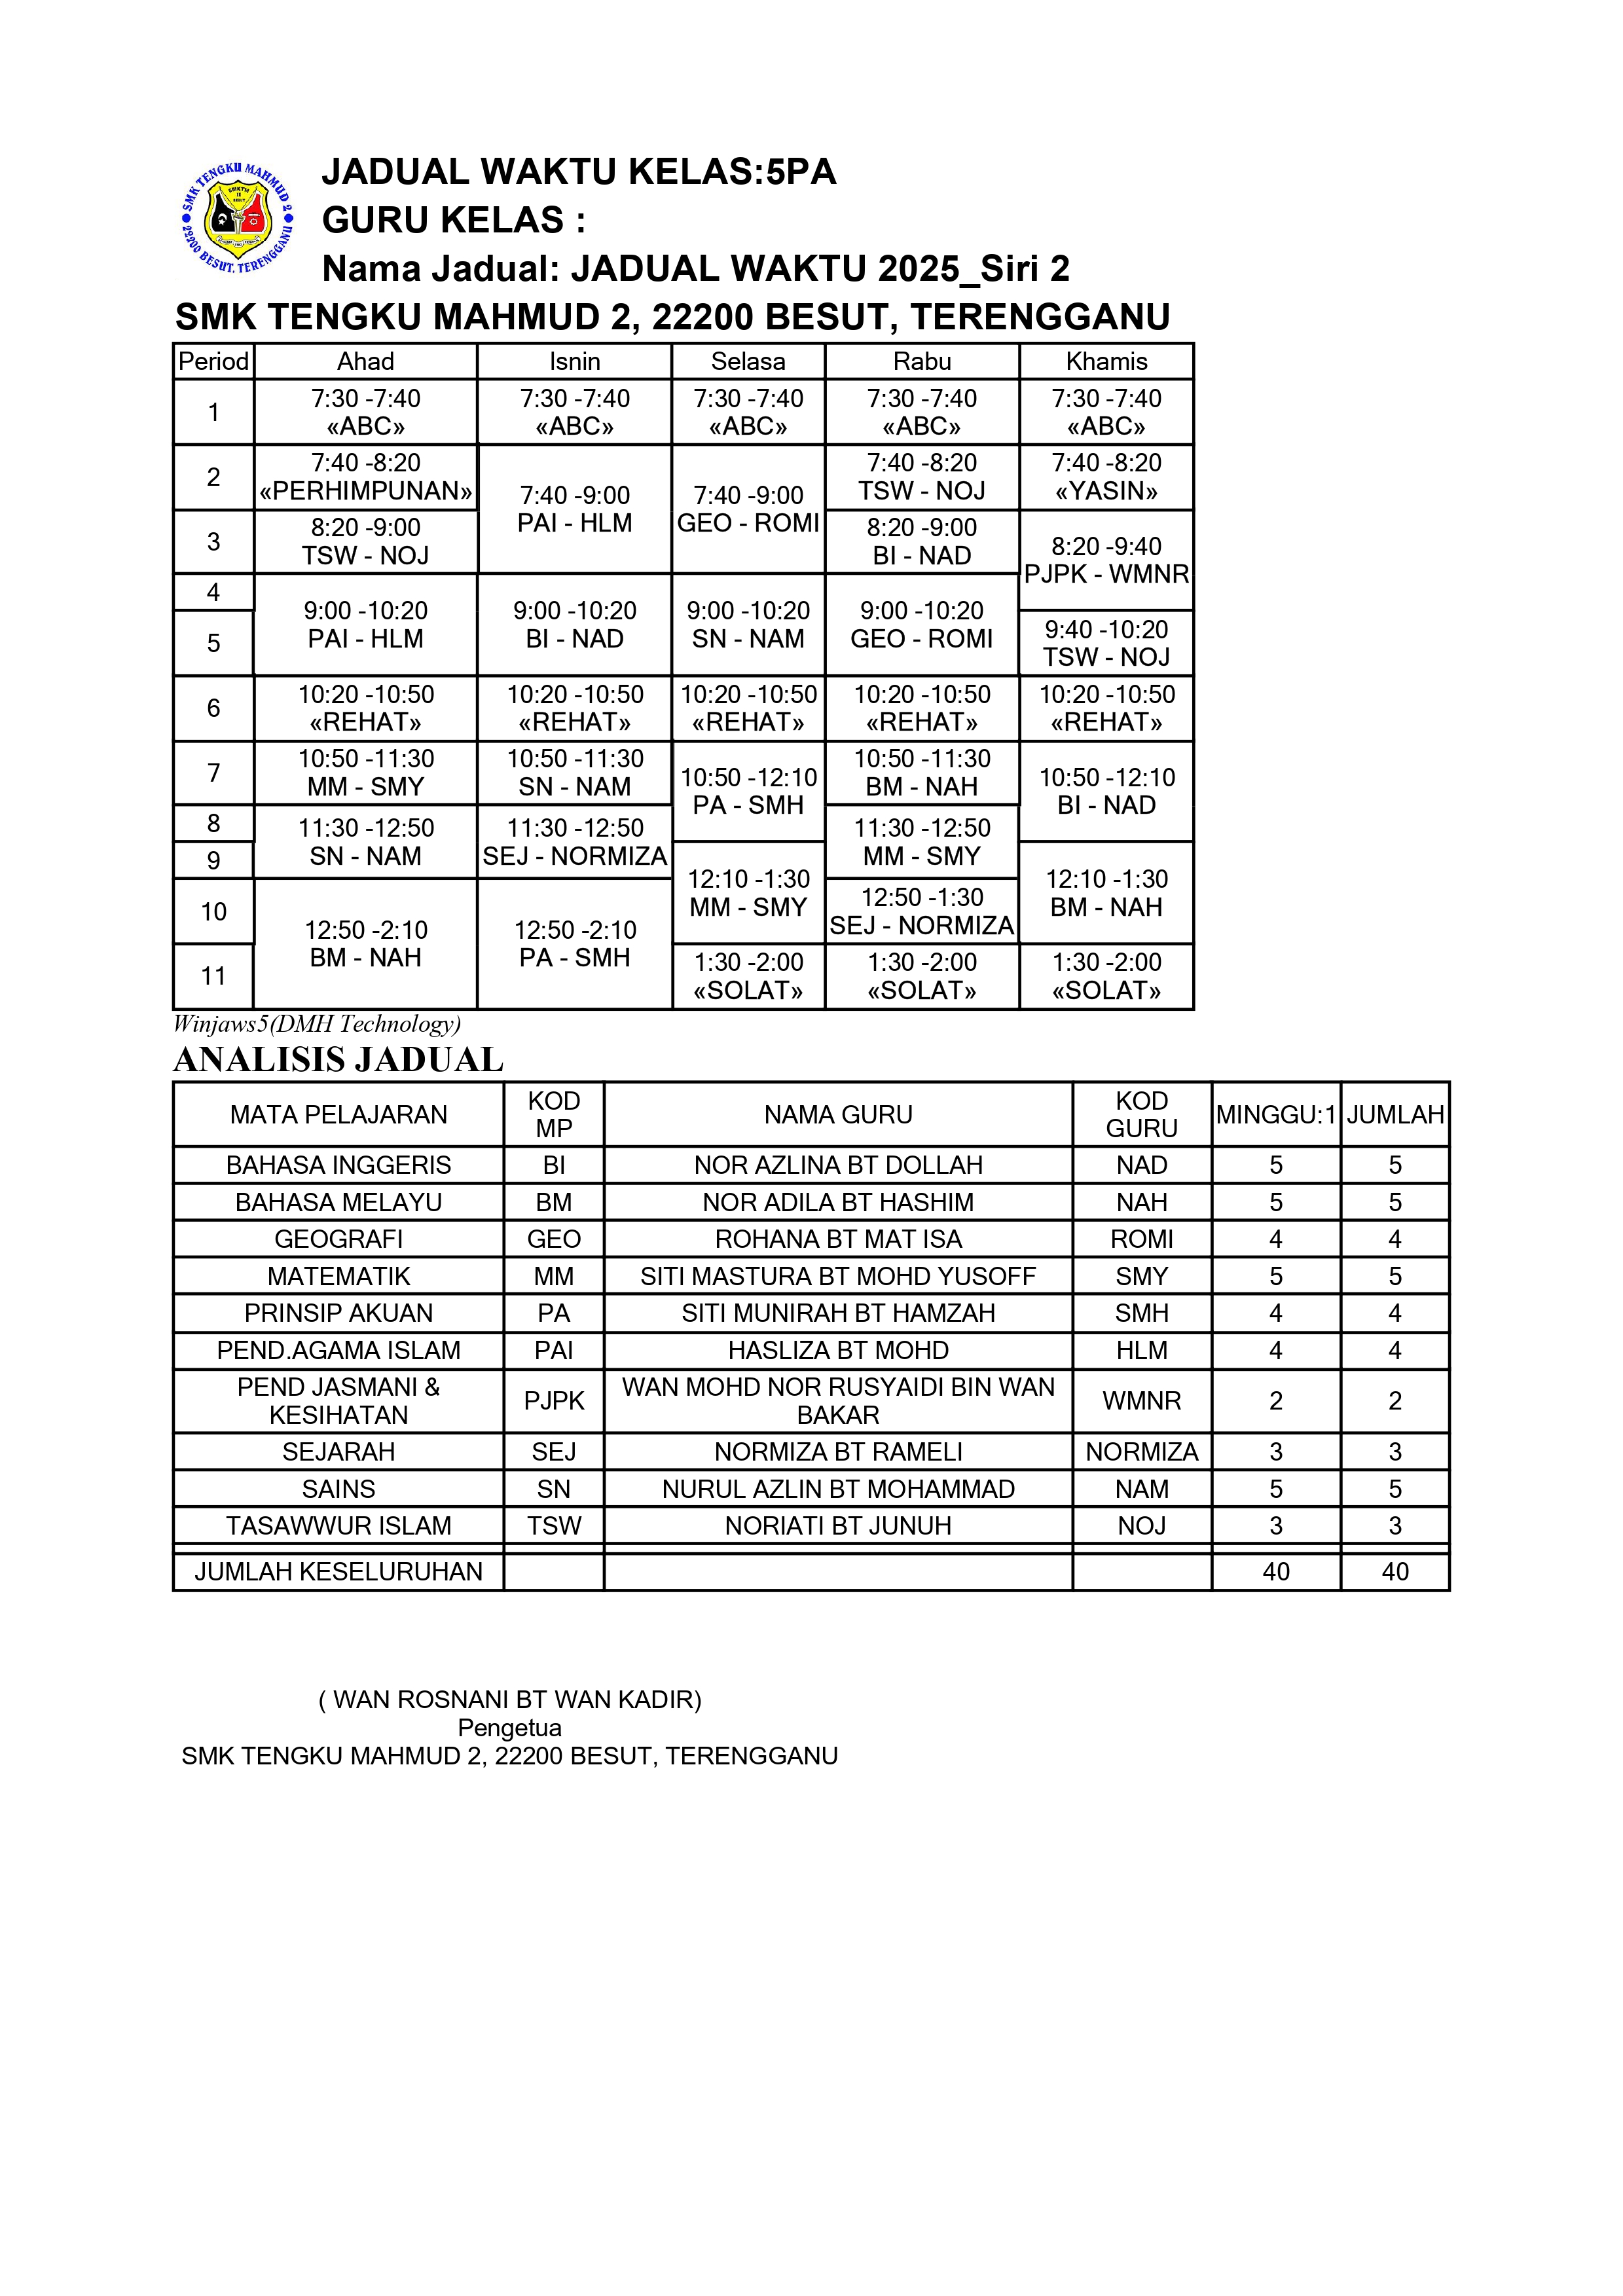 SMK TENGKU MAHMUD 2
22200 BESUT, TERENGGANU
JADUAL WAKTU KELAS:5PA
GURU KELAS :
Nama Jadual: JADUAL WAKTU 2025_Siri 2
SMK TENGKU MAHMUD 2, 22200 BESUT, TERENGGANU
Period Ahad Isnin Selasa Rabu Khamis
1 7:30 -7:40 «ABC» 7:30 -7:40 «ABC» 7:30 -7:40 «ABC» 7:30 -7:40 «ABC» 7:30 -7:40 «ABC»
2 7:40 -8:20 «PERHIMPUNAN» 7:40 -9:00 PAI - HLM 7:40 -9:00 GEO - ROMI 7:40 -8:20 TSW - NOJ 7:40 -8:20 «YASIN»
3 8:20 -9:00 TSW - NOJ 8:20 -9:00 BI - NAD 8:20 -9:40 PJPK - WMNR
4 9:00 -10:20 PAI - HLM 9:00 -10:20 BI - NAD 9:00 -10:20 SN - NAM 9:00 -10:20 GEO - ROMI
5 9:40 -10:20 TSW - NOJ
6 10:20 -10:50 «REHAT» 10:20 -10:50 «REHAT» 10:20 -10:50 «REHAT» 10:20 -10:50 «REHAT» 10:20 -10:50 «REHAT»
7 10:50 -11:30 MM - SMY 10:50 -11:30 SN - NAM 10:50 -12:10 PA - SMH 10:50 -11:30 BM - NAH 10:50 -12:10 BI - NAD
8 11:30 -12:50 SN - NAM 11:30 -12:50 SEJ - NORMIZA 11:30 -12:50 MM - SMY
9 12:10 -1:30 MM - SMY 12:10 -1:30 BM - NAH
10 12:50 -2:10 BM - NAH 12:50 -2:10 PA - SMH 12:50 -1:30 SEJ - NORMIZA
11 1:30 -2:00 «SOLAT» 1:30 -2:00 «SOLAT» 1:30 -2:00 «SOLAT»
Winjaws5(DMH Technology)
ANALISIS JADUAL
MATA PELAJARAN KOD MP NAMA GURU KOD GURU MINGGU:1 JUMLAH
BAHASA INGGERIS BI NOR AZLINA BT DOLLAH NAD 5 5
BAHASA MELAYU BM NOR ADILA BT HASHIM NAH 5 5
GEOGRAFI GEO ROHANA BT MAT ISA ROMI 4 4
MATEMATIK MM SITI MASTURA BT MOHD YUSOFF SMY 5 5
PRINSIP AKUAN PA SITI MUNIRAH BT HAMZAH SMH 4 4
PEND.AGAMA ISLAM PAI HASLIZA BT MOHD HLM 4 4
PEND JASMANI & KESIHATAN PJPK WAN MOHD NOR RUSYAIDI BIN WAN BAKAR WMNR 2 2
SEJARAH SEJ NORMIZA BT RAMELI NORMIZA 3 3
SAINS SN NURUL AZLIN BT MOHAMMAD NAM 5 5
TASAWWUR ISLAM TSW NORIATI BT JUNUH NOJ 3 3
JUMLAH KESELURUHAN 40 40
( WAN ROSNANI BT WAN KADIR)
Pengetua
SMK TENGKU MAHMUD 2, 22200 BESUT, TERENGGANU